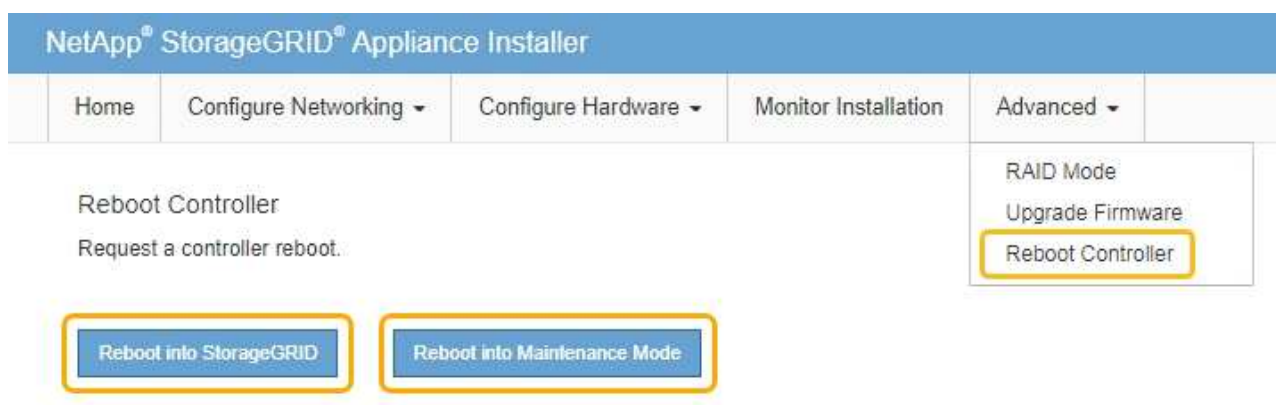 NetApp® StorageGRID® Appliance Installer
Home Configure Networking Configure Hardware Monitor Installation Advanced
RAID Mode
Upgrade Firmware
Reboot Controller
Reboot Controller
Request a controller reboot.
Reboot into StorageGRID Reboot into Maintenance Mode